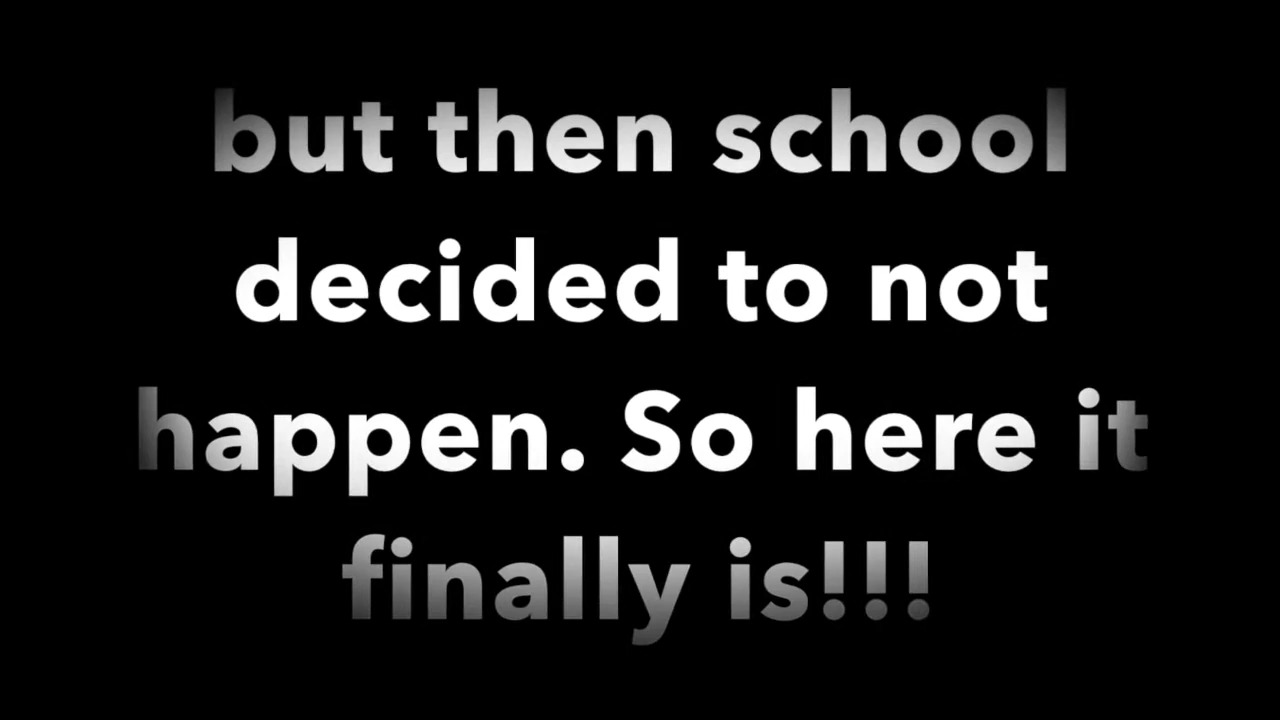 but then school
decided to not
happen. So here it
finally is!!!